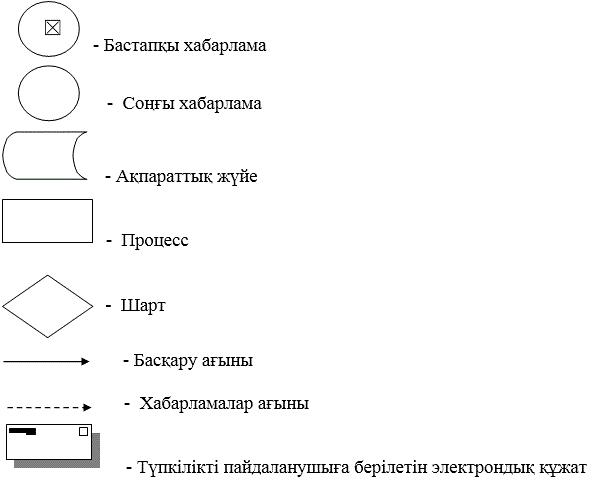 - Бастапқы хабарлама
- Соңғы хабарлама
- Ақпараттық жүйе
- Процесс
- Шарт
- Басқару ағыны
- Хабарламалар ағыны
- Түпкілікті пайдаланушыға берілетін электрондық құжат